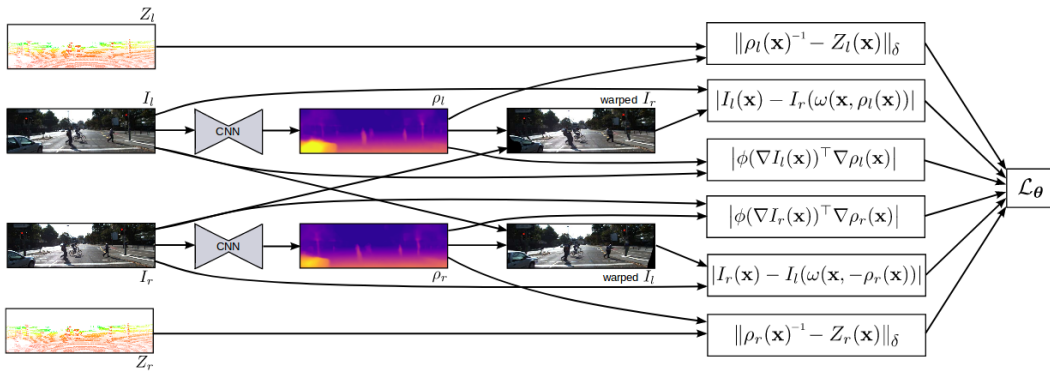 Z_l
‖ρ_l(𝐱)⁻¹ − Z_l(𝐱)‖_δ
I_l
ρ_l
warped I_r
CNN
|I_l(𝐱) − I_r(ω(𝐱, ρ_l(𝐱))|
|ϕ(∇I_l(𝐱))^⊤∇ρ_l(𝐱)|
𝓛_𝜽
|ϕ(∇I_r(𝐱))^⊤∇ρ_r(𝐱)|
CNN
|I_r(𝐱) − I_l(ω(𝐱, −ρ_r(𝐱))|
I_r
ρ_r
warped I_l
‖ρ_r(𝐱)⁻¹ − Z_r(𝐱)‖_δ
Z_r